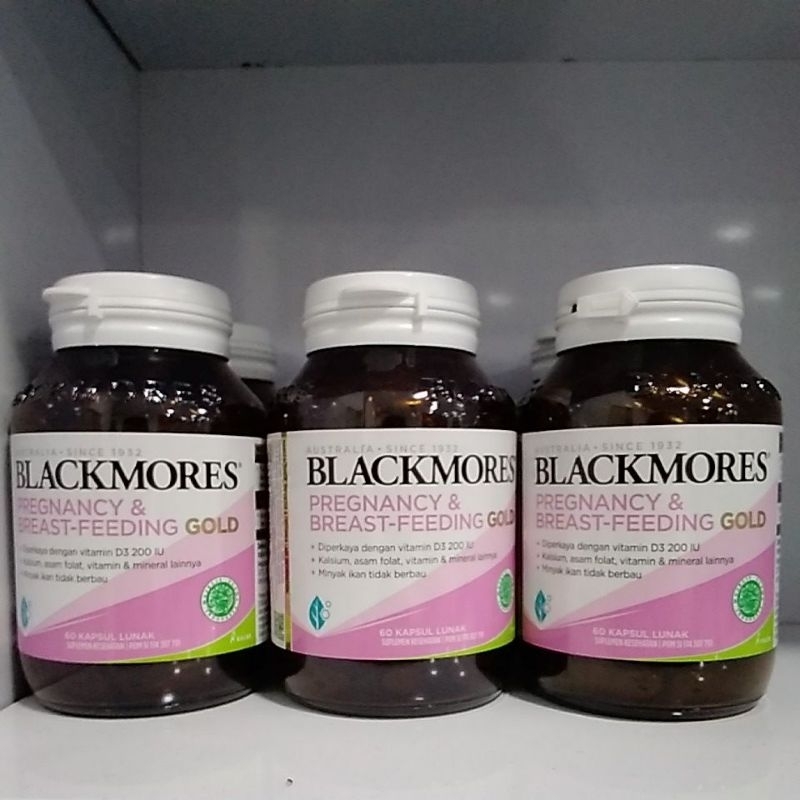 AUSTRALIA • SINCE 1932
BLACKMORES®
PREGNANCY &
BREAST-FEEDING GOLD
• Diperkaya dengan vitamin D3 200 IU
• Kalsium, asam folat, vitamin & mineral lainnya
• Minyak ikan tidak berbau
60 KAPSUL LUNAK
AUSTRALIA • SINCE 1932
BLACKMORES
PREGNANCY &
BREAST-FEEDING GOLD
• Diperkaya dengan vitamin D3 200 IU
• Kalsium, asam folat, vitamin & mineral lainnya
• Minyak ikan tidak berbau
60 KAPSUL LUNAK
SUPLEMEN KESEHATAN
AUSTRALIA • SINCE 1932
BLACKMORES®
PREGNANCY &
BREAST-FEEDING GOLD
• Diperkaya dengan vitamin D3 200 IU
• Kalsium, asam folat, vitamin & mineral lainnya
• Minyak ikan tidak berbau
60 KAPSUL LUNAK
SUPLEMEN KESEHATAN